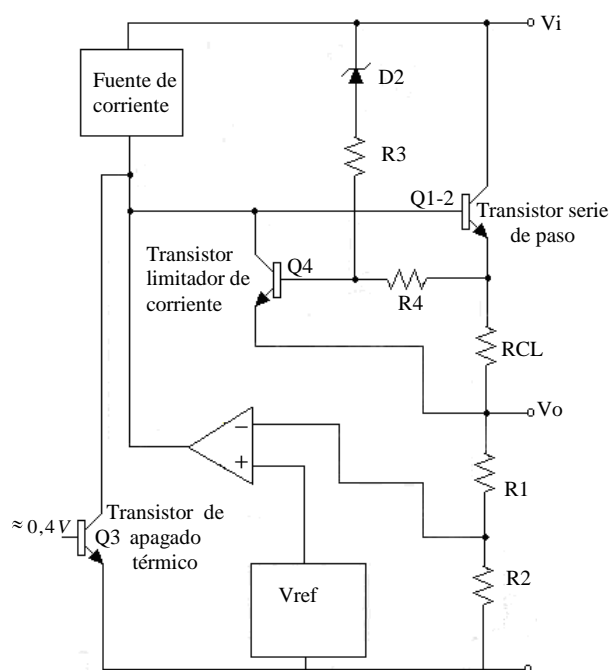 Vi
Fuente de
corriente
D2
R3
Q1-2
Transistor serie
de paso
Transistor
limitador de
corriente
Q4
R4
RCL
Vo
−
+
R1
≈ 0,4V
Transistor de
Q3 apagado
térmico
Vref
R2